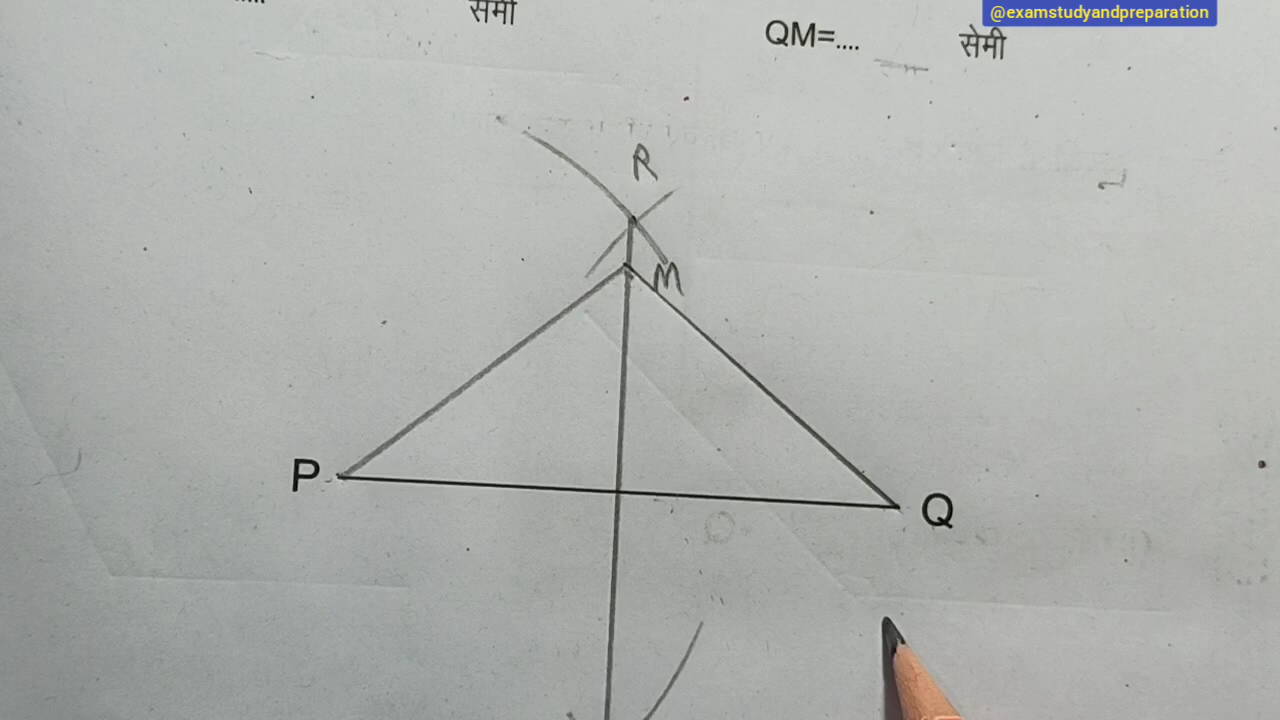 @examstudyandpreparation
..... सेमी
QM=.... सेमी
R
M
P
Q